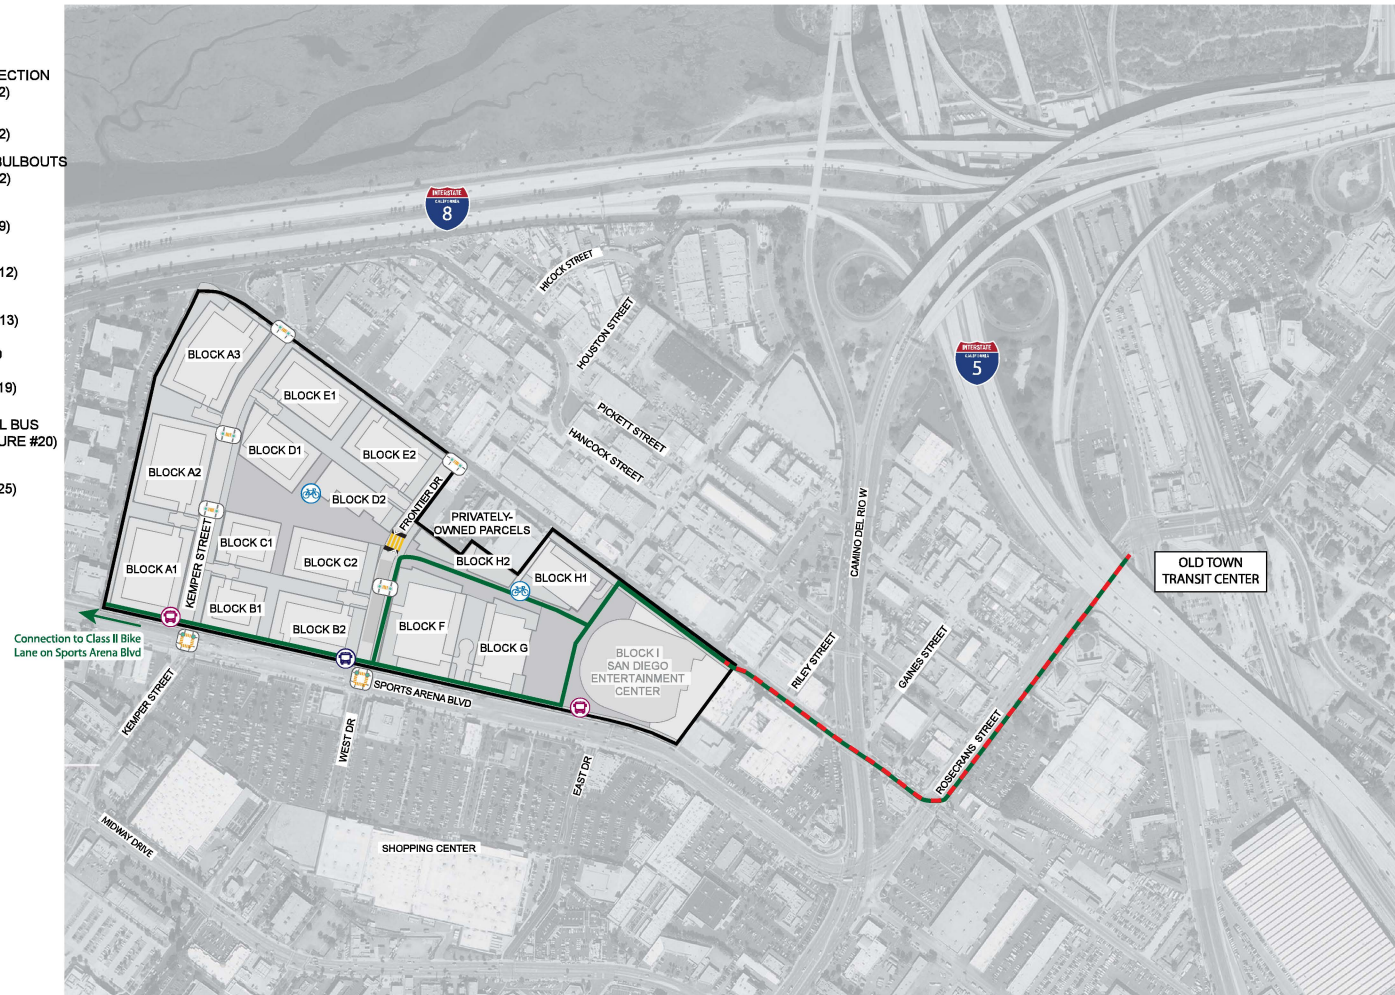 ECTION
2)
2)
BULBOUTS
2)
9)
12)
13)
19)
L BUS
URE #20)
25)
INTERSTATE
CALIFORNIA
8
HICOCK STREET
HOUSTON STREET
INTERSTATE
CALIFORNIA
5
BLOCK A3
BLOCK E1
PICKETT STREET
HANCOCK STREET
BLOCK D1
BLOCK E2
BLOCK A2
BLOCK D2
FRONTIER DR
PRIVATELY-
OWNED PARCELS
CAMINO DEL RIO W
KEMPER STREET
BLOCK C1
BLOCK C2
BLOCK H2
BLOCK H1
BLOCK A1
OLD TOWN
TRANSIT CENTER
BLOCK B1
BLOCK B2
BLOCK F
BLOCK G
Connection to Class II Bike
Lane on Sports Arena Blvd
BLOCK I
SAN DIEGO
ENTERTAINMENT
CENTER
RILEY STREET
GAINES STREET
KEMPER STREET
SPORTS ARENA BLVD
WEST DR
EAST DR
ROSECRANS STREET
MIDWAY DRIVE
SHOPPING CENTER